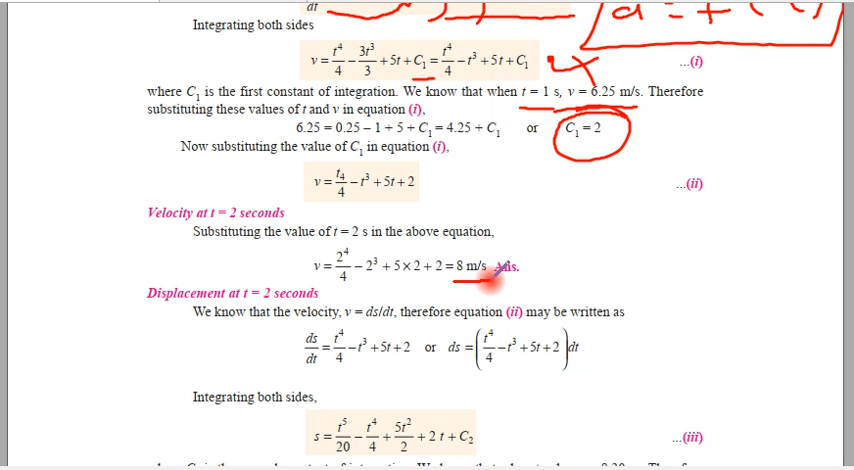 dt
d = f(t)
Integrating both sides
v = t⁴/4 − 3t³/3 + 5t + C₁ = t⁴/4 − t³ + 5t + C₁ ...(i)
where C₁ is the first constant of integration. We know that when t = 1 s, v = 6.25 m/s. Therefore
substituting these values of t and v in equation (i),
6.25 = 0.25 − 1 + 5 + C₁ = 4.25 + C₁ or C₁ = 2
Now substituting the value of C₁ in equation (i),
v = t₄/4 − t³ + 5t + 2 ...(ii)
Velocity at t = 2 seconds
Substituting the value of t = 2 s in the above equation,
v = 2⁴/4 − 2³ + 5 × 2 + 2 = 8 m/s Ans.
Displacement at t = 2 seconds
We know that the velocity, v = ds/dt, therefore equation (ii) may be written as
ds/dt = t⁴/4 − t³ + 5t + 2 or ds = (t⁴/4 − t³ + 5t + 2) dt
Integrating both sides,
s = t⁵/20 − t⁴/4 + 5t²/2 + 2 t + C₂ ...(iii)